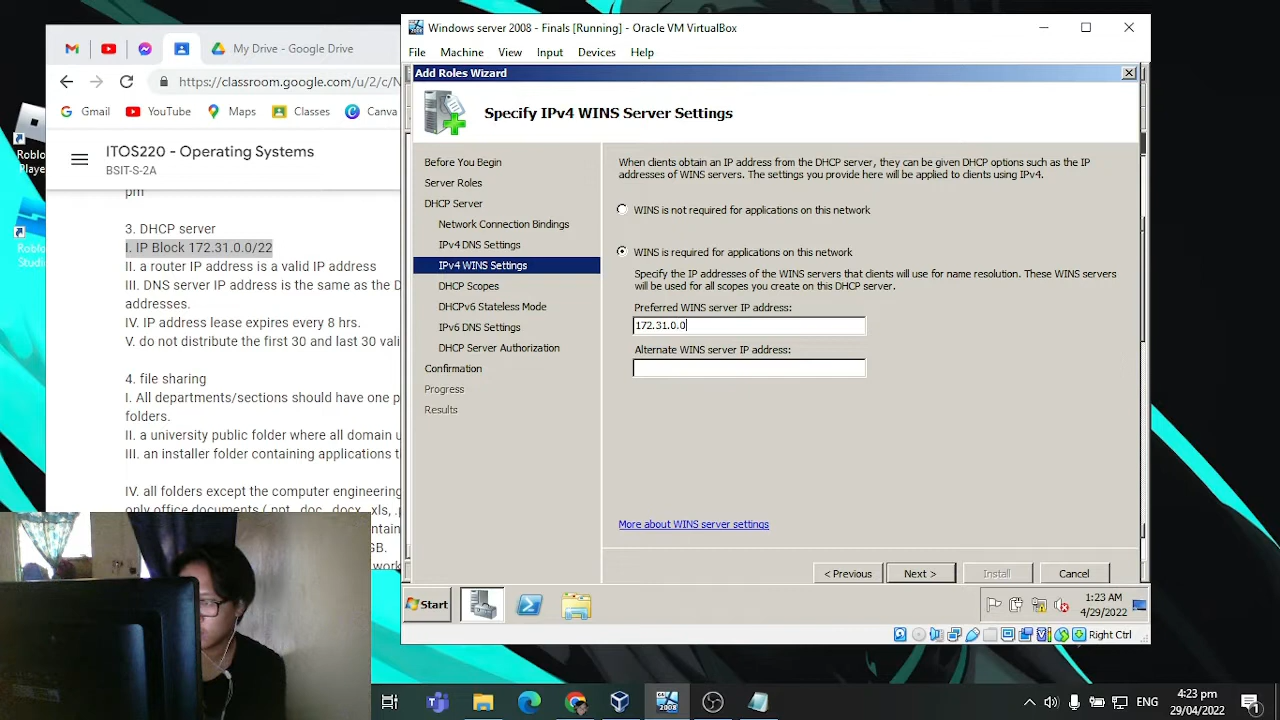 Windows server 2008 - Finals [Running] - Oracle VM VirtualBox
File Machine View Input Devices Help
My Drive - Google Drive
https://classroom.google.com/u/2/c/N
Gmail YouTube Maps Classes Canva
ITOS220 - Operating Systems
BSIT-S-2A
pm
3. DHCP server
I. IP Block 172.31.0.0/22
II. a router IP address is a valid IP address
III. DNS server IP address is the same as the D
addresses.
IV. IP address lease expires every 8 hrs.
V. do not distribute the first 30 and last 30 vali
4. file sharing
I. All departments/sections should have one p
folders.
II. a university public folder where all domain u
III. an installer folder containing applications t
IV. all folders except the computer engineering
only office documents (.ppt, .doc, .docx, .xls, .
ntain
GB.
work
Roblo
Player
Roblo
Studi
Add Roles Wizard
Specify IPv4 WINS Server Settings
Before You Begin
Server Roles
DHCP Server
Network Connection Bindings
IPv4 DNS Settings
IPv4 WINS Settings
DHCP Scopes
DHCPv6 Stateless Mode
IPv6 DNS Settings
DHCP Server Authorization
Confirmation
Progress
Results
When clients obtain an IP address from the DHCP server, they can be given DHCP options such as the IP
addresses of WINS servers. The settings you provide here will be applied to clients using IPv4.
WINS is not required for applications on this network
WINS is required for applications on this network
Specify the IP addresses of the WINS servers that clients will use for name resolution. These WINS servers
will be used for all scopes you create on this DHCP server.
Preferred WINS server IP address:
172.31.0.0
Alternate WINS server IP address:
More about WINS server settings
< Previous Next > Install Cancel
Start
1:23 AM
4/29/2022
Right Ctrl
ENG
4:23 pm
29/04/2022